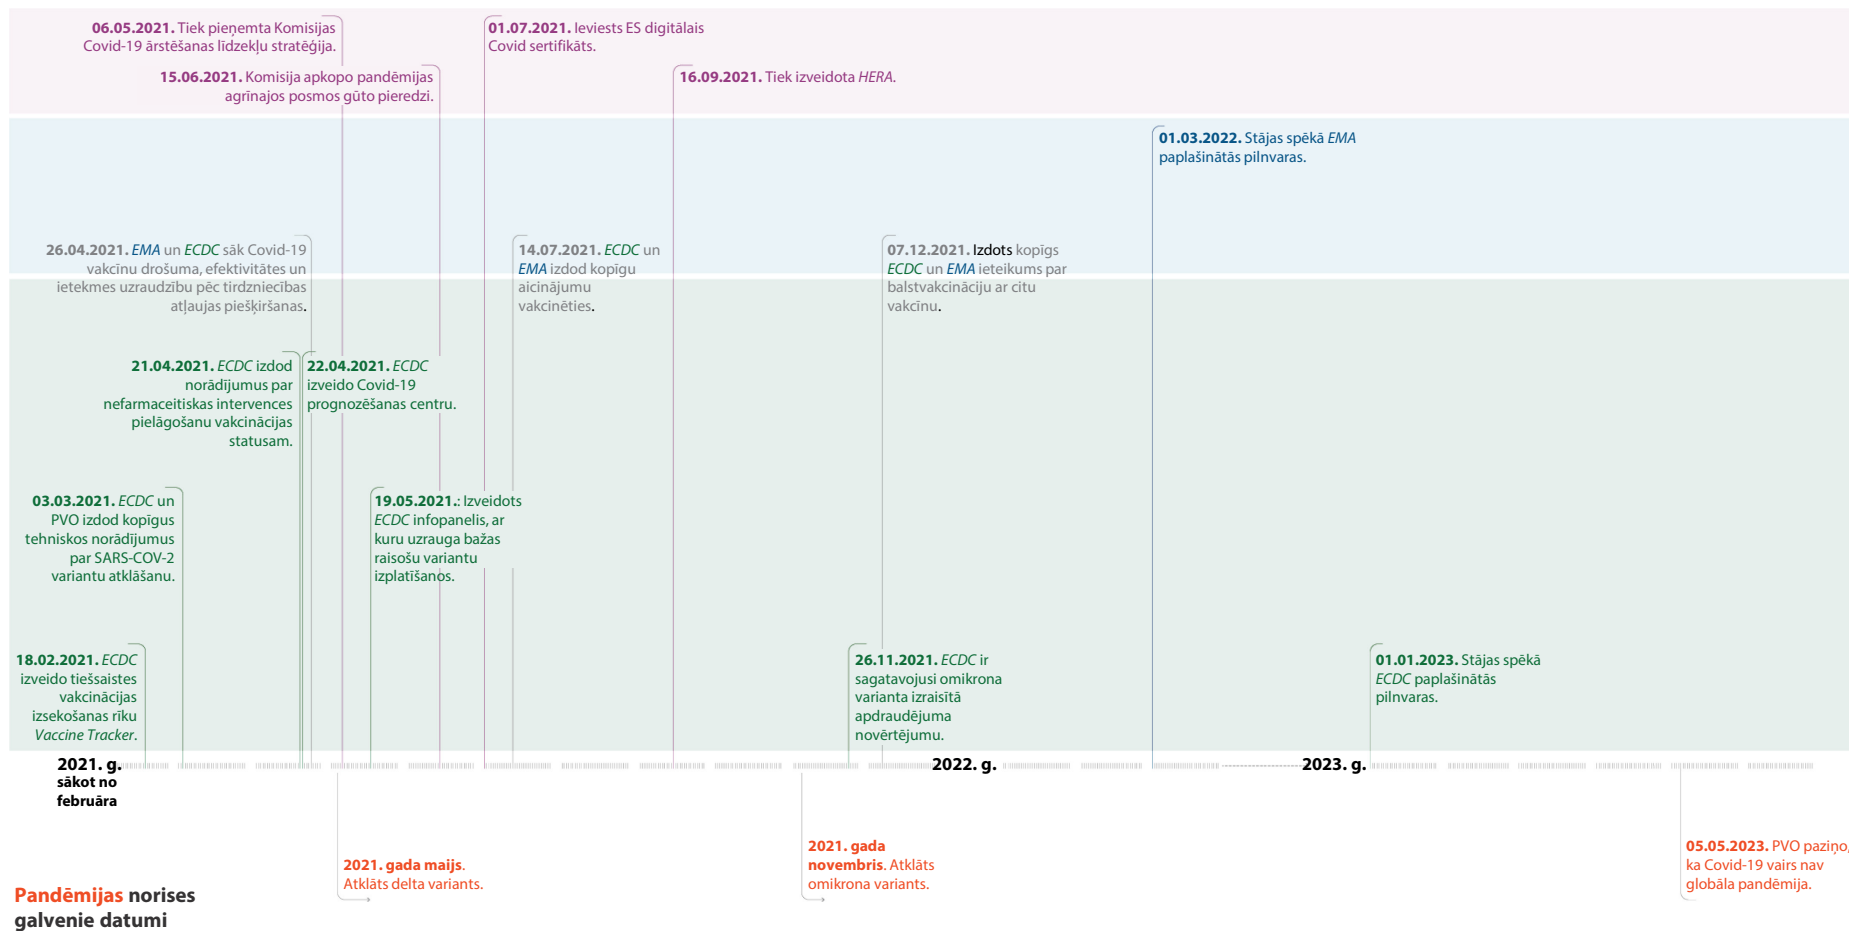 06.05.2021. Tiek pieņemta Komisijas
Covid-19 ārstēšanas līdzekļu stratēģija.
01.07.2021. Ieviests ES digitālais
Covid sertifikāts.
15.06.2021. Komisija apkopo pandēmijas
agrīnajos posmos gūto pieredzi.
16.09.2021. Tiek izveidota HERA.
01.03.2022. Stājas spēkā EMA
paplašinātās pilnvaras.
26.04.2021. EMA un ECDC sāk Covid-19
vakcīnu drošuma, efektivitātes un
ietekmes uzraudzību pēc tirdzniecības
atļaujas piešķiršanas.
14.07.2021. ECDC un
EMA izdod kopīgu
aicinājumu
vakcinēties.
07.12.2021. Izdots kopīgs
ECDC un EMA ieteikums par
balstvakcināciju ar citu
vakcīnu.
21.04.2021. ECDC izdod
norādījumus par
nefarmaceitiskas intervences
pielāgošanu vakcinācijas
statusam.
22.04.2021. ECDC
izveido Covid-19
prognozēšanas centru.
03.03.2021. ECDC un
PVO izdod kopīgus
tehniskos norādījumus
par SARS-COV-2
variantu atklāšanu.
19.05.2021.: Izveidots
ECDC infopanelis, ar
kuru uzrauga bažas
raisošu variantu
izplatīšanos.
18.02.2021. ECDC
izveido tiešsaistes
vakcinācijas
izsekošanas rīku
Vaccine Tracker.
26.11.2021. ECDC ir
sagatavojusi omikrona
varianta izraisītā
apdraudējuma
novērtējumu.
01.01.2023. Stājas spēkā
ECDC paplašinātās
pilnvaras.
2021. g.
sākot no
februāra
2022. g.
2023. g.
2021. gada maijs.
Atklāts delta variants.
2021. gada
novembris. Atklāts
omikrona variants.
05.05.2023. PVO paziņo,
ka Covid-19 vairs nav
globāla pandēmija.
Pandēmijas norises
galvenie datumi